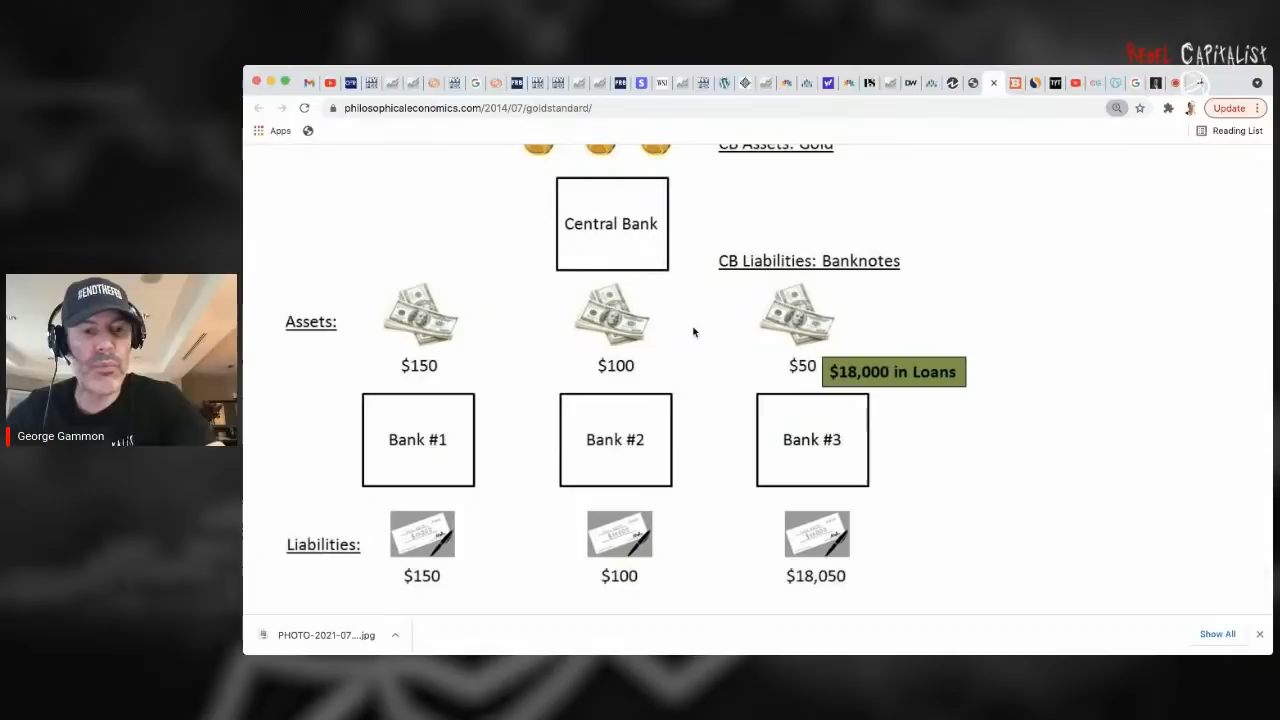 REBEL CAPITALIST
philosophicaleconomics.com/2014/07/goldstandard/
Update
Apps
Reading List
CB Assets: Gold
Central Bank
CB Liabilities: Banknotes
Assets:
$150
$100
$50
$18,000 in Loans
Bank #1
Bank #2
Bank #3
Liabilities:
$150
$100
$18,050
#ENDTHEFED
George Gammon
PHOTO-2021-07....jpg
Show All